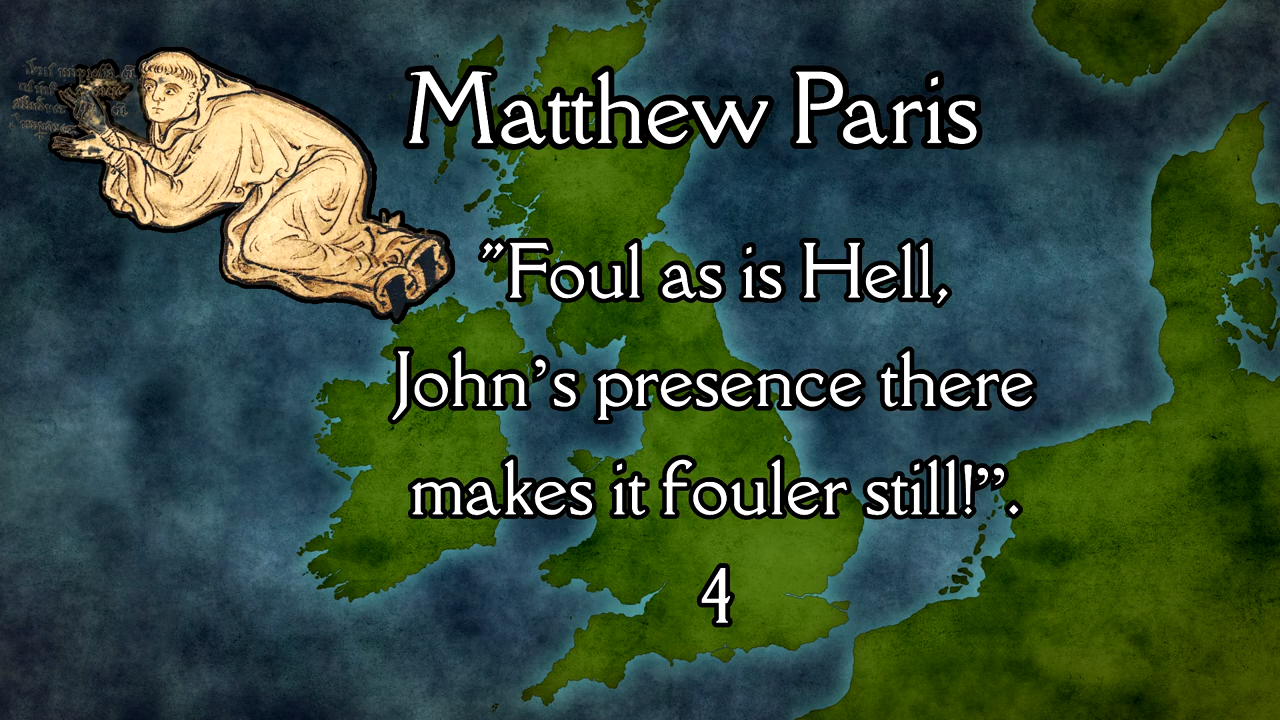 Matthew Paris
"Foul as is Hell,
John's presence there
makes it fouler still!”.
4